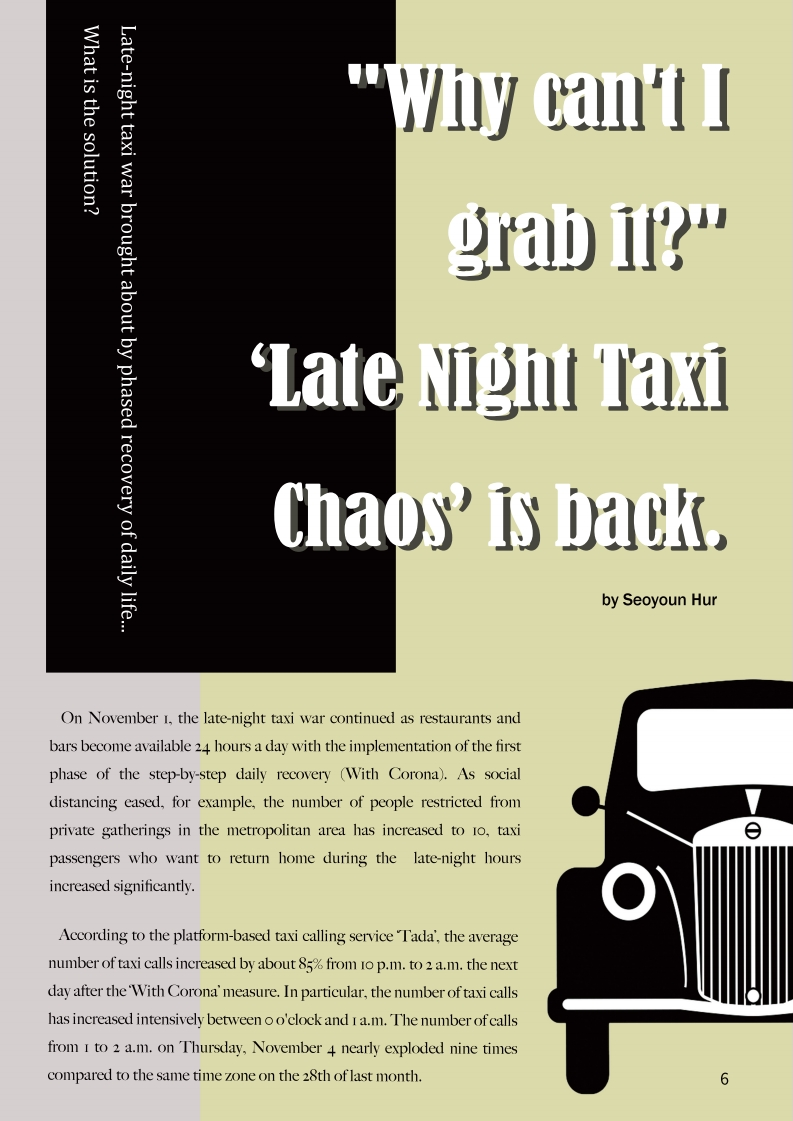 Late-night taxi war brought about by phased recovery of daily life...
What is the solution?
"Why can't I
grab it?"
‘Late Night Taxi
Chaos’ is back.
by Seoyoun Hur
On November 1, the late-night taxi war continued as restaurants and
bars become available 24 hours a day with the implementation of the first
phase of the step-by-step daily recovery (With Corona). As social
distancing eased, for example, the number of people restricted from
private gatherings in the metropolitan area has increased to 10, taxi
passengers who want to return home during the late-night hours
increased significantly.
According to the platform-based taxi calling service ‘Tada’, the average
number of taxi calls increased by about 85% from 10 p.m. to 2 a.m. the next
day after the ‘With Corona’ measure. In particular, the number of taxi calls
has increased intensively between 0 o'clock and 1 a.m. The number of calls
from 1 to 2 a.m. on Thursday, November 4 nearly exploded nine times
compared to the same time zone on the 28th of last month.
6